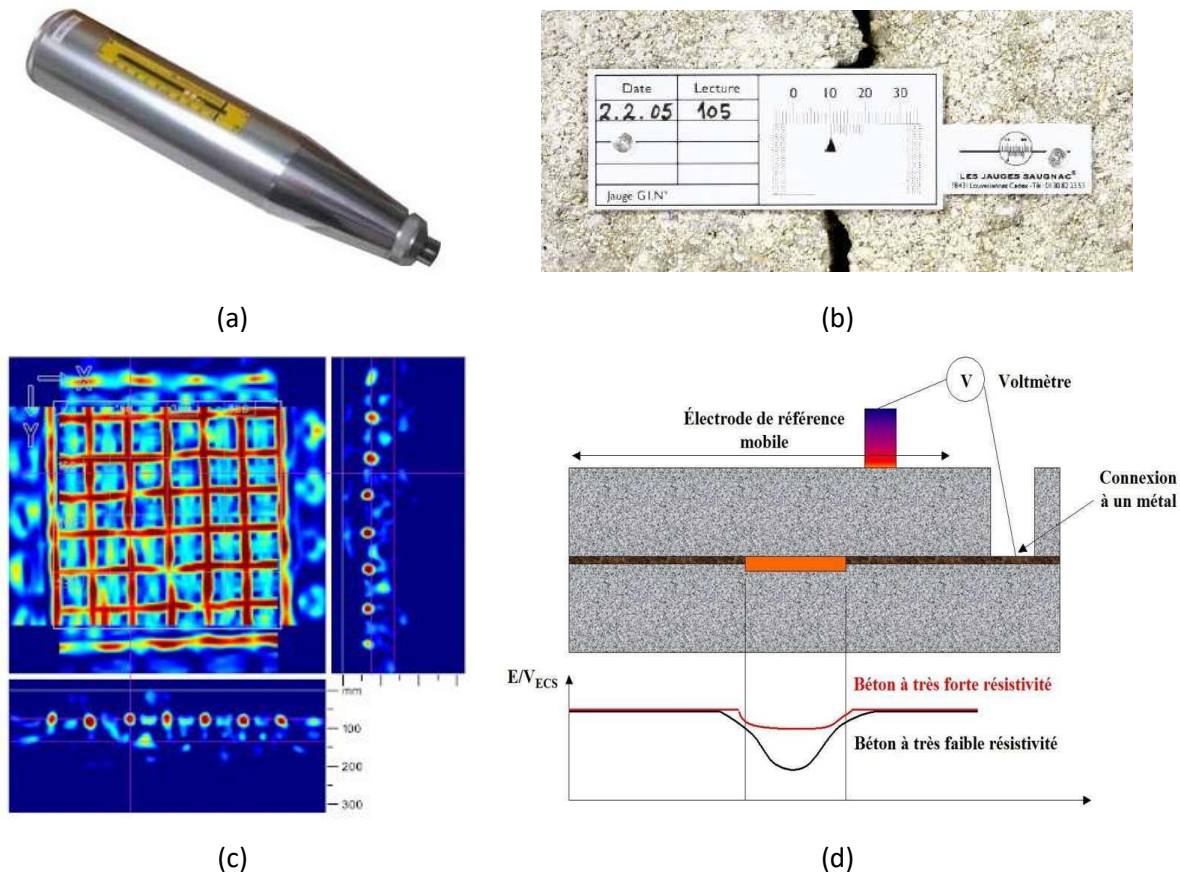 Date Lecture
2.2.05 105
0 10 20 30
Jauge G1.N°
LES JAUGES SAUGNAC®
(a)
(b)
X
Y
mm
100
200
300
(c)
V Voltmètre
Électrode de référence
mobile
Connexion
à un métal
E/V_ECS
Béton à très forte résistivité
Béton à très faible résistivité
(d)